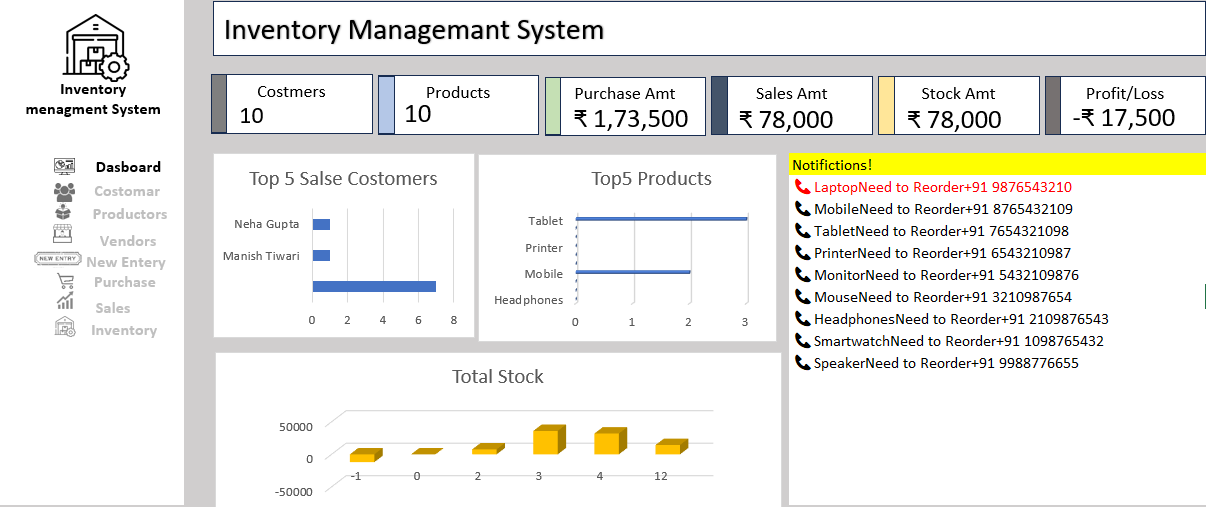 Inventory
menagment System
Dasboard
Costomar
Productors
Vendors
NEW ENTRY New Entery
Purchase
Sales
Inventory
Inventory Managemant System
Costmers
10
Products
10
Purchase Amt
₹ 1,73,500
Sales Amt
₹ 78,000
Stock Amt
₹ 78,000
Profit/Loss
-₹ 17,500
Top 5 Salse Costomers
Neha Gupta
Manish Tiwari
0 2 4 6 8
Top5 Products
Tablet
Printer
Mobile
Headphones
0 1 2 3
Notifictions!
LaptopNeed to Reorder+91 9876543210
MobileNeed to Reorder+91 8765432109
TabletNeed to Reorder+91 7654321098
PrinterNeed to Reorder+91 6543210987
MonitorNeed to Reorder+91 5432109876
MouseNeed to Reorder+91 3210987654
HeadphonesNeed to Reorder+91 2109876543
SmartwatchNeed to Reorder+91 1098765432
SpeakerNeed to Reorder+91 9988776655
Total Stock
50000
0
-50000
-1 0 2 3 4 12